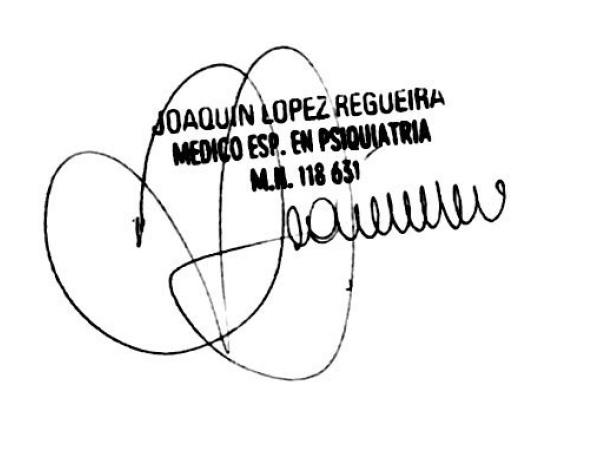 JOAQUIN LOPEZ REGUEIRA
MEDICO ESP. EN PSIQUIATRIA
M.N. 118 631